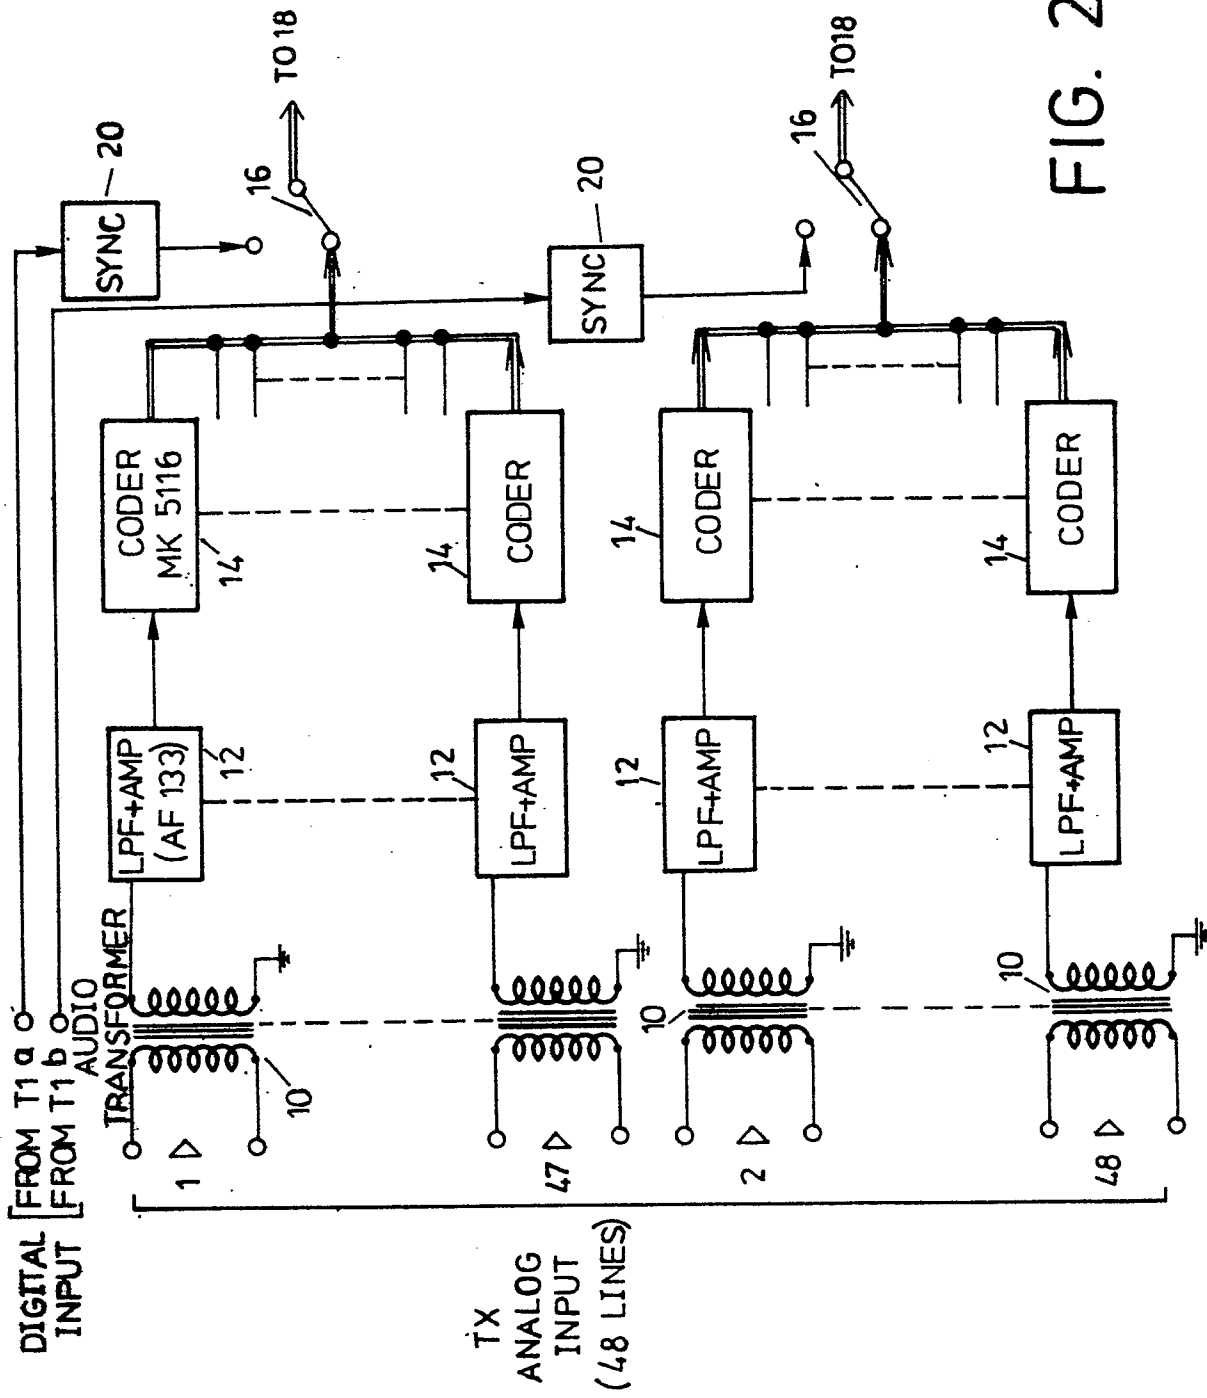 DIGITAL
INPUT
FROM T1 a
FROM T1 b
AUDIO
TRANSFORMER
TX
ANALOG
INPUT
(48 LINES)
1
47
2
48
10
10
10
LPF+AMP
(AF 133)
12
LPF+AMP
12
LPF+AMP
12
LPF+AMP
12
CODER
MK 5116
14
CODER
14
CODER
14
CODER
14
SYNC
20
SYNC
20
16
TO 18
16
TO18
FIG. 2